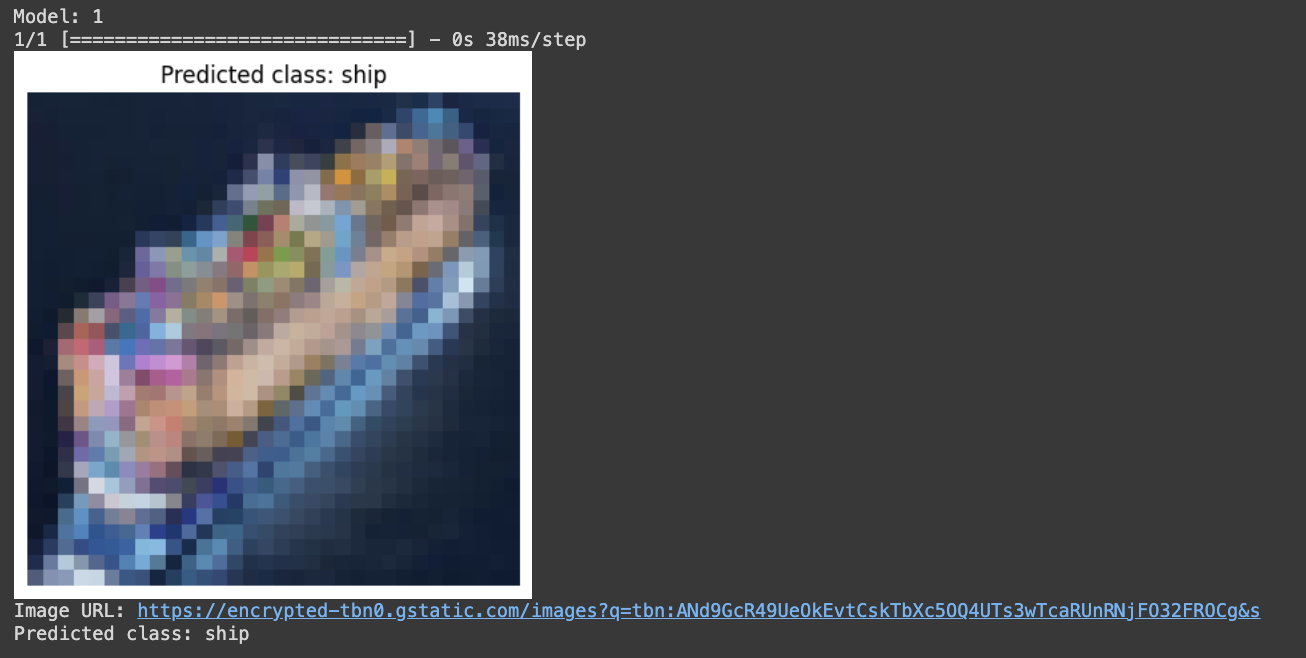 Model: 1
1/1 [==============================] - 0s 38ms/step
Predicted class: ship
Image URL: https://encrypted-tbn0.gstatic.com/images?q=tbn:ANd9GcR49UeOkEvtCskTbXc5OQ4UTs3wTcaRUnRNjFO32FROCg&s
Predicted class: ship